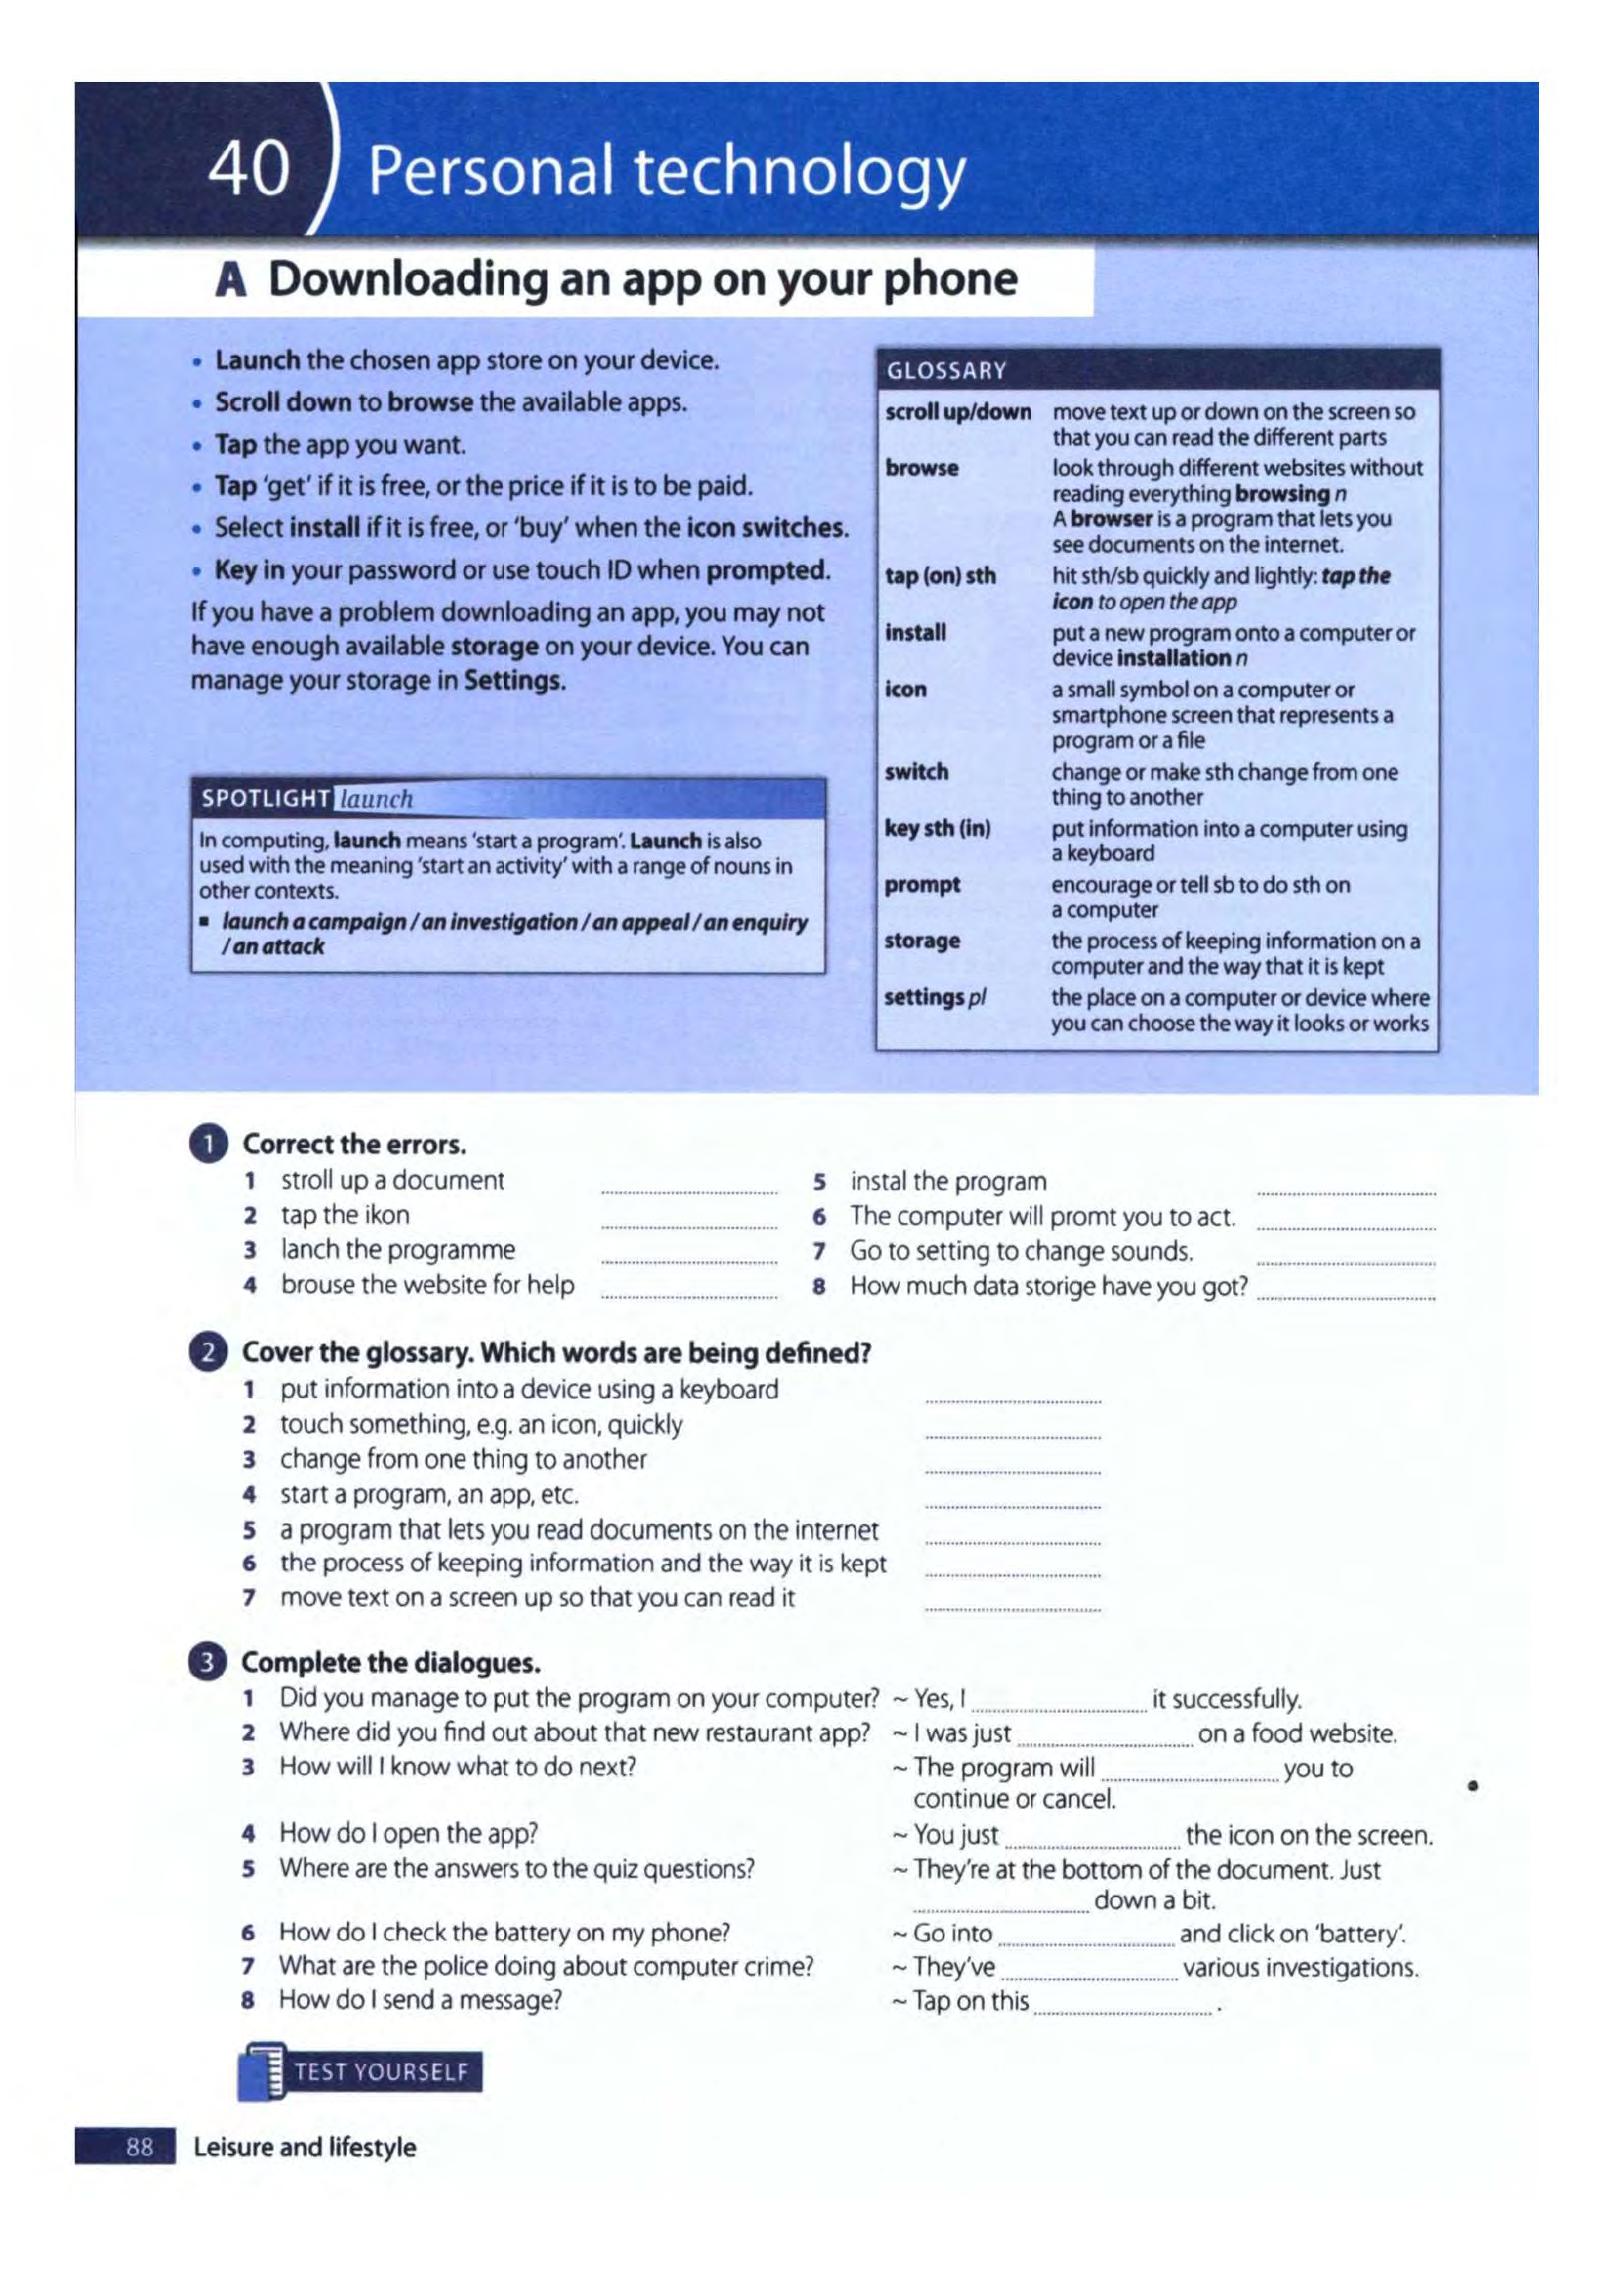 40 Personal technology
A Downloading an app on your phone
• Launch the chosen app store on your device.
• Scroll down to browse the available apps.
• Tap the app you want.
• Tap 'get' if it is free, or the price if it is to be paid.
• Select install if it is free, or 'buy' when the icon switches.
• Key in your password or use touch ID when prompted.
If you have a problem downloading an app, you may not
have enough available storage on your device. You can
manage your storage in Settings.
SPOTLIGHT launch
In computing, launch means 'start a program'. Launch is also
used with the meaning 'start an activity' with a range of nouns in
other contexts.
▪ launch a campaign / an investigation / an appeal / an enquiry
/ an attack
GLOSSARY
scroll up/down move text up or down on the screen so
that you can read the different parts
browse look through different websites without
reading everything browsing n
A browser is a program that lets you
see documents on the internet.
tap (on) sth hit sth/sb quickly and lightly: tap the
icon to open the app
install put a new program onto a computer or
device installation n
icon a small symbol on a computer or
smartphone screen that represents a
program or a file
switch change or make sth change from one
thing to another
key sth (in) put information into a computer using
a keyboard
prompt encourage or tell sb to do sth on
a computer
storage the process of keeping information on a
computer and the way that it is kept
settings pl the place on a computer or device where
you can choose the way it looks or works
1 Correct the errors.
1 stroll up a document
2 tap the ikon
3 lanch the programme
4 brouse the website for help
5 instal the program
6 The computer will promt you to act.
7 Go to setting to change sounds.
8 How much data storige have you got?
2 Cover the glossary. Which words are being defined?
1 put information into a device using a keyboard
2 touch something, e.g. an icon, quickly
3 change from one thing to another
4 start a program, an app, etc.
5 a program that lets you read documents on the internet
6 the process of keeping information and the way it is kept
7 move text on a screen up so that you can read it
3 Complete the dialogues.
1 Did you manage to put the program on your computer? ~ Yes, I .......... it successfully.
2 Where did you find out about that new restaurant app? ~ I was just .......... on a food website.
3 How will I know what to do next? ~ The program will .......... you to
continue or cancel.
4 How do I open the app? ~ You just .......... the icon on the screen.
5 Where are the answers to the quiz questions? ~ They're at the bottom of the document. Just
.......... down a bit.
6 How do I check the battery on my phone? ~ Go into .......... and click on 'battery'.
7 What are the police doing about computer crime? ~ They've .......... various investigations.
8 How do I send a message? ~ Tap on this .......... .
TEST YOURSELF
88 Leisure and lifestyle